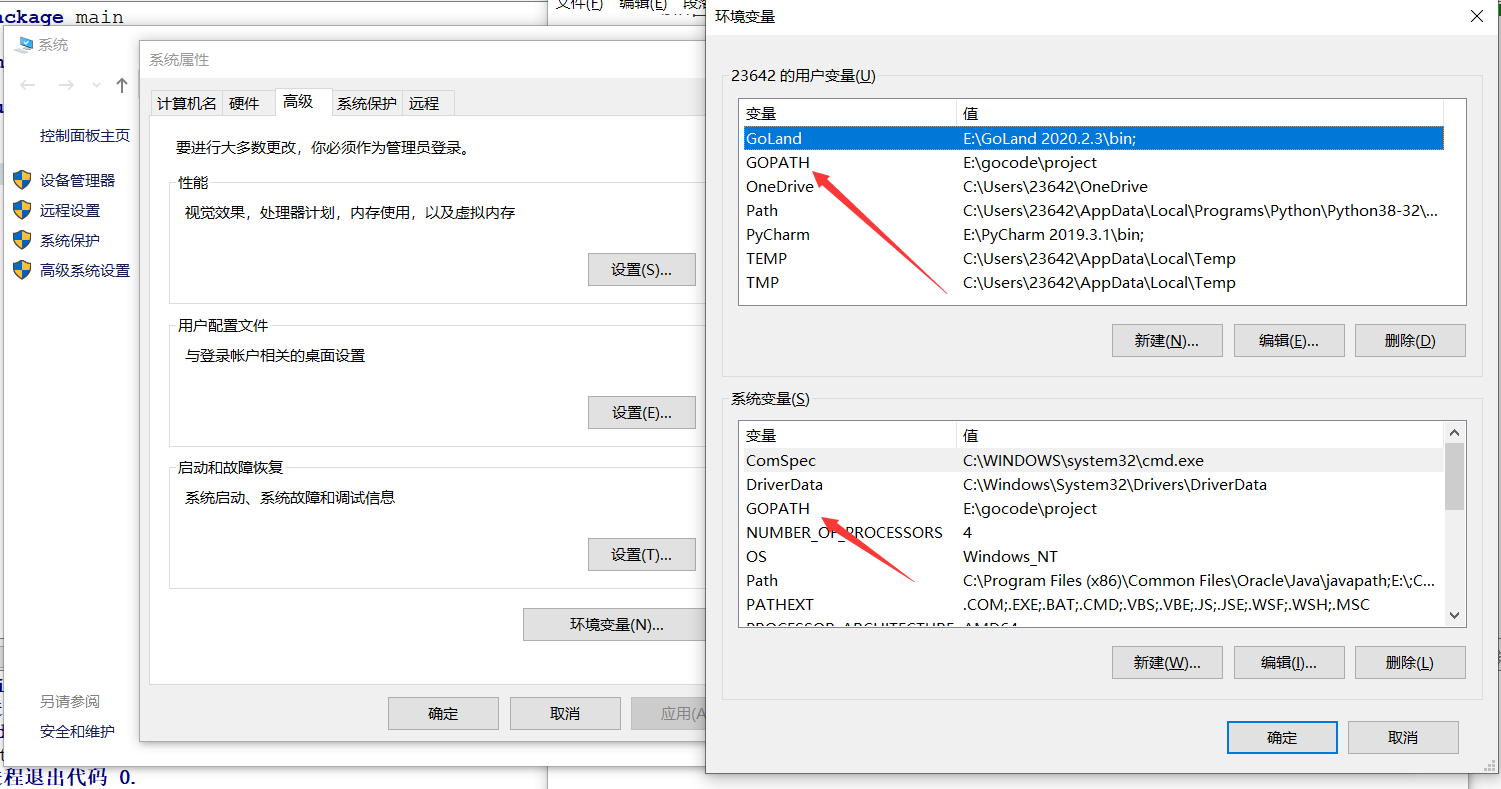 package main
文件(F) 编辑(E) 段落
系统
控制面板主页
设备管理器
远程设置
系统保护
高级系统设置
另请参阅
安全和维护
进程退出代码 0.
系统属性
计算机名 硬件 高级 系统保护 远程
要进行大多数更改，你必须作为管理员登录。
性能
视觉效果，处理器计划，内存使用，以及虚拟内存
设置(S)...
用户配置文件
与登录帐户相关的桌面设置
设置(E)...
启动和故障恢复
系统启动、系统故障和调试信息
设置(T)...
环境变量(N)...
确定 取消 应用(A
环境变量
23642 的用户变量(U)
变量 值
GoLand E:\GoLand 2020.2.3\bin;
GOPATH E:\gocode\project
OneDrive C:\Users\23642\OneDrive
Path C:\Users\23642\AppData\Local\Programs\Python\Python38-32\...
PyCharm E:\PyCharm 2019.3.1\bin;
TEMP C:\Users\23642\AppData\Local\Temp
TMP C:\Users\23642\AppData\Local\Temp
新建(N)... 编辑(E)... 删除(D)
系统变量(S)
变量 值
ComSpec C:\WINDOWS\system32\cmd.exe
DriverData C:\Windows\System32\Drivers\DriverData
GOPATH E:\gocode\project
NUMBER_OF_PROCESSORS 4
OS Windows_NT
Path C:\Program Files (x86)\Common Files\Oracle\Java\javapath;E:\;C...
PATHEXT .COM;.EXE;.BAT;.CMD;.VBS;.VBE;.JS;.JSE;.WSF;.WSH;.MSC
PROCESSOR_ARCHITECTURE AMD64
新建(W)... 编辑(I)... 删除(L)
确定 取消